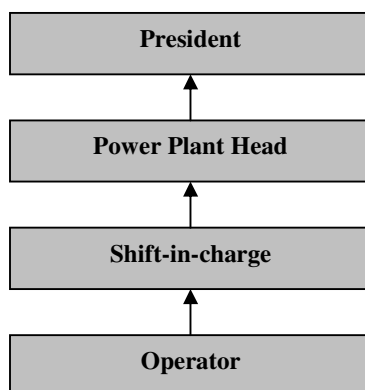 President
Power Plant Head
Shift-in-charge
Operator